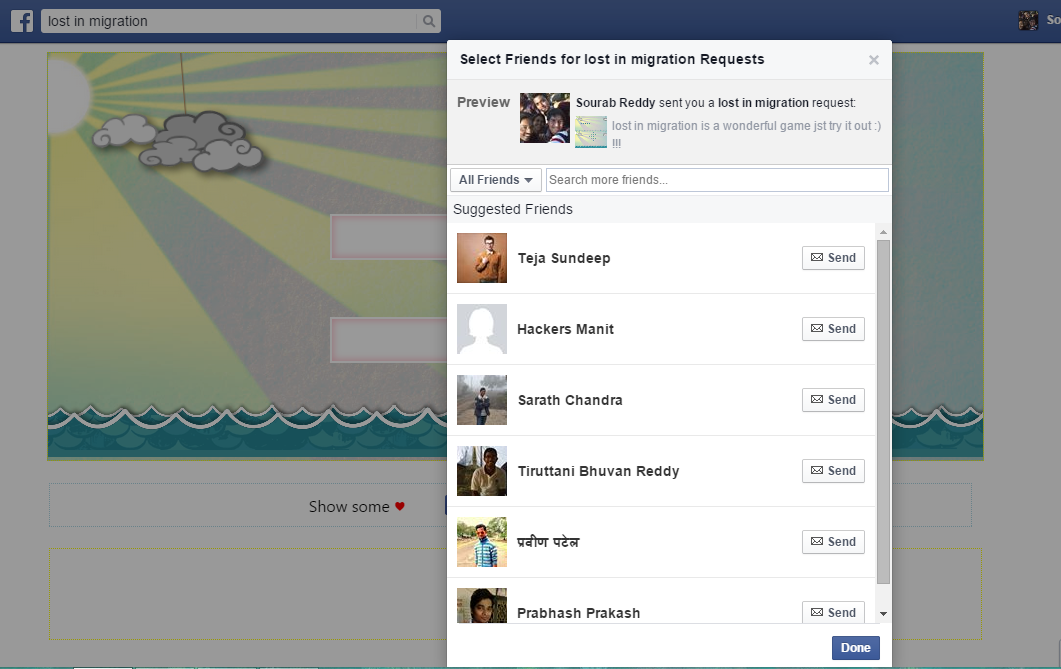 lost in migration
So
Select Friends for lost in migration Requests
Preview
Sourab Reddy sent you a lost in migration request:
lost in migration is a wonderful game jst try it out :)
!!!
All Friends
Search more friends...
Suggested Friends
Teja Sundeep
Send
Hackers Manit
Send
Sarath Chandra
Send
Tiruttani Bhuvan Reddy
Send
प्रवीण पटेल
Send
Prabhash Prakash
Send
Show some
Done